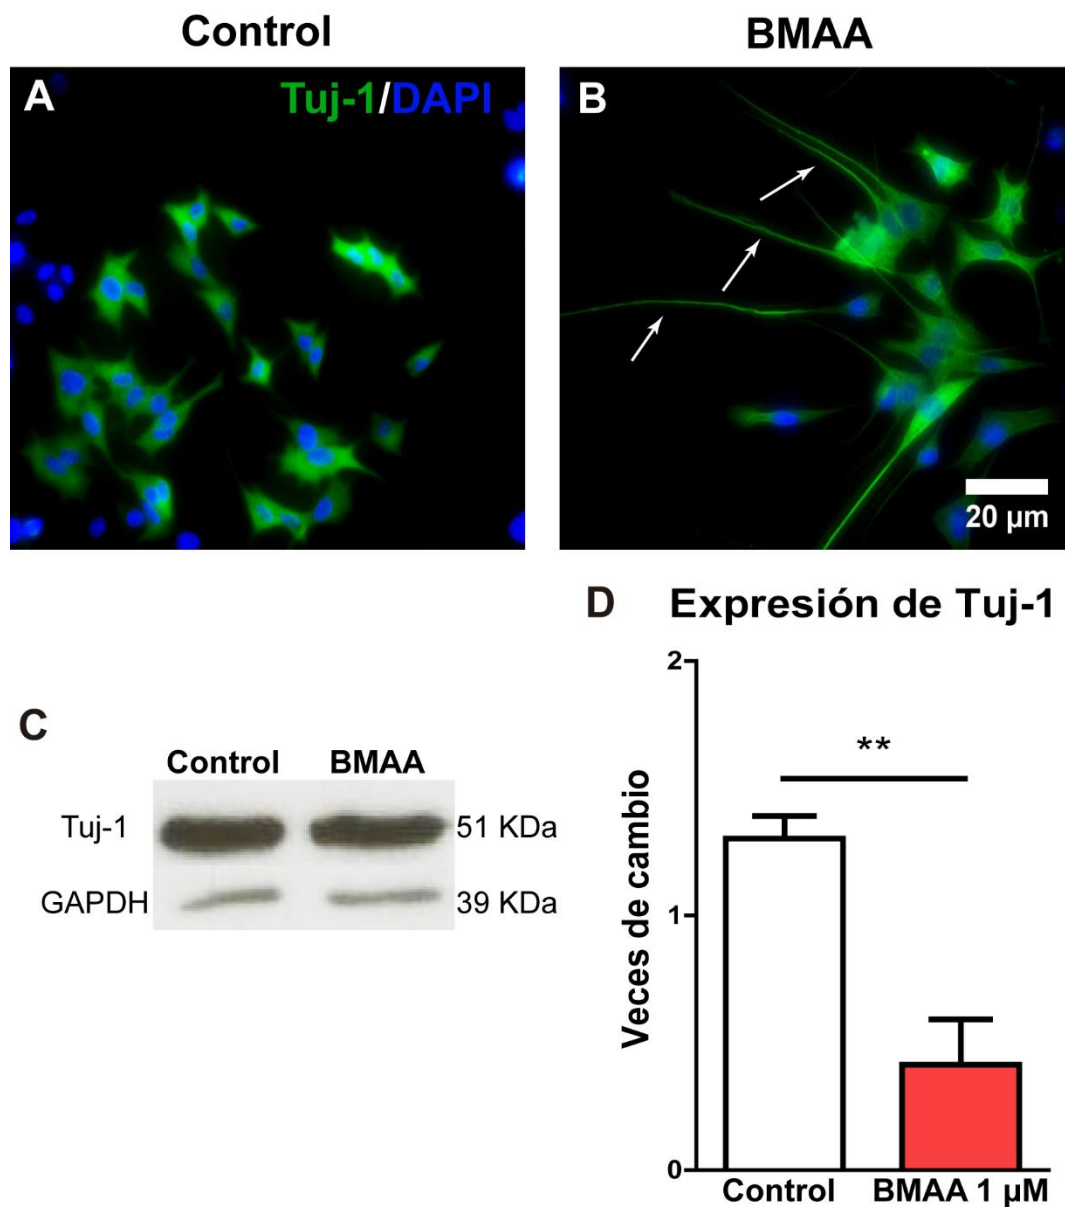 Control
BMAA
A
Tuj-1/DAPI
B
20 µm
C
Control BMAA
Tuj-1
51 KDa
GAPDH
39 KDa
D Expresión de Tuj-1
Veces de cambio
2
1
0
**
Control
BMAA 1 µM